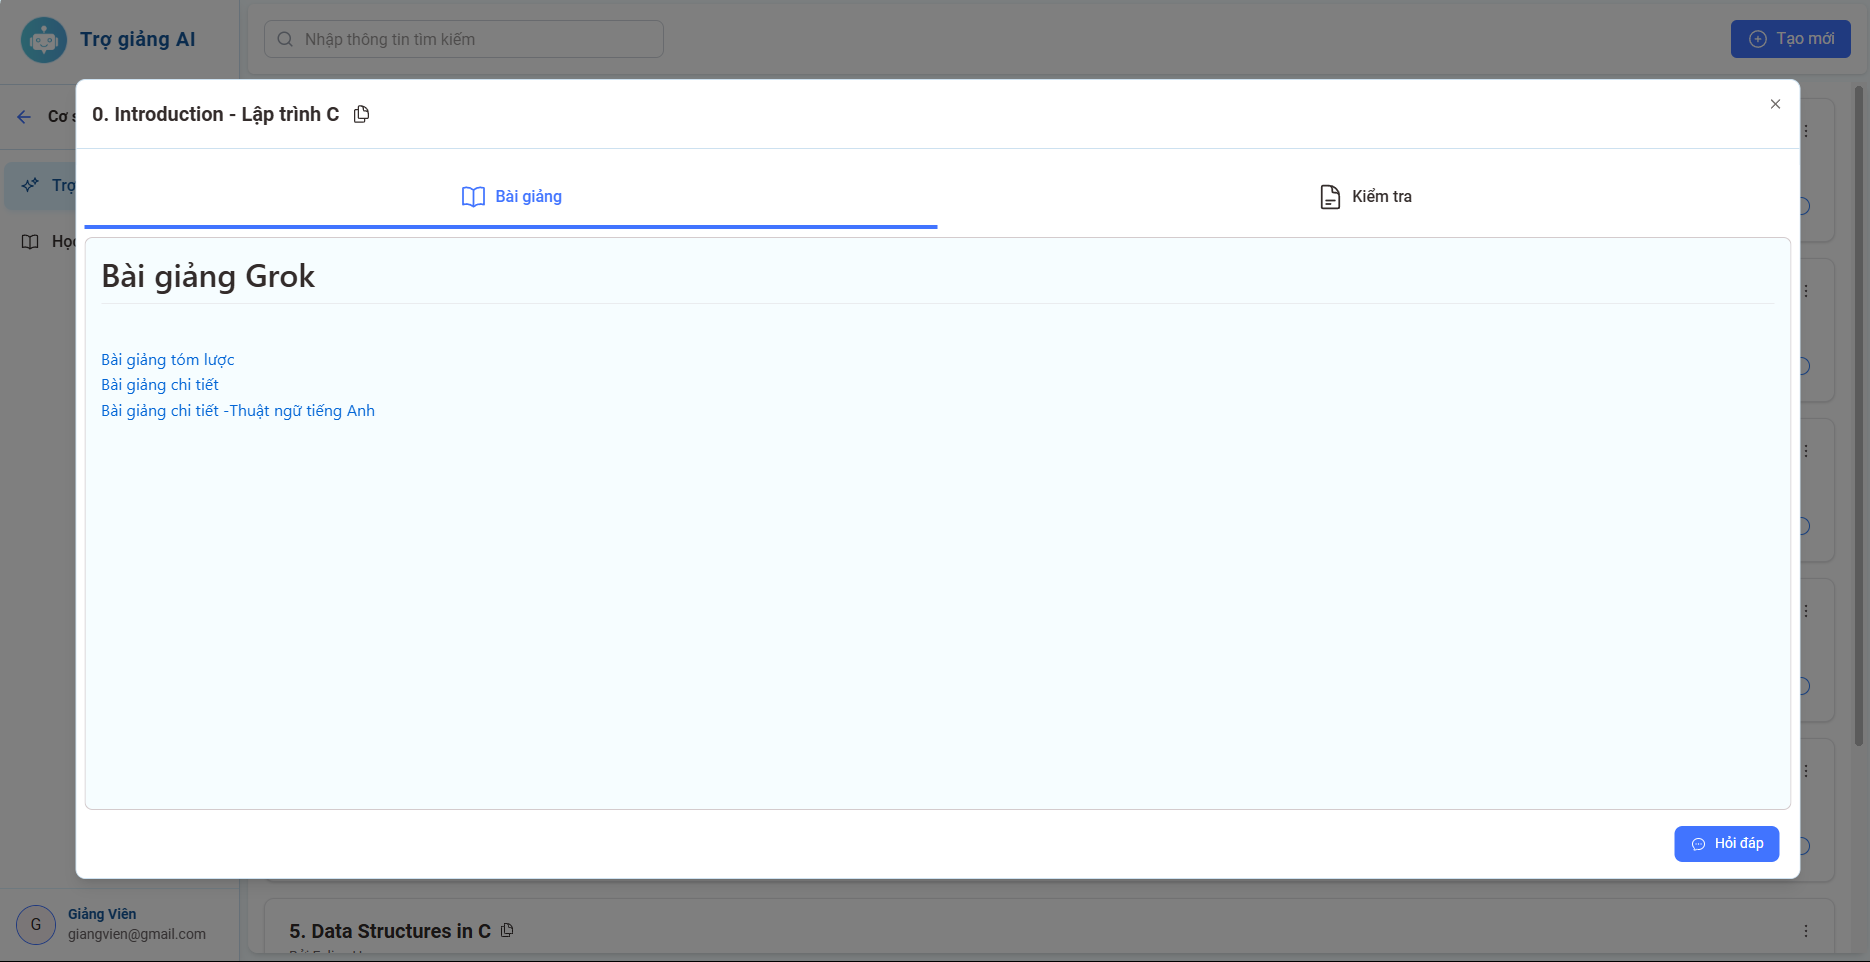 Trợ giảng AI
Nhập thông tin tìm kiếm
Tạo mới
Cơ
Trợ
0. Introduction - Lập trình C
Bài giảng
Kiểm tra
Bài giảng Grok
Bài giảng tóm lược
Bài giảng chi tiết
Bài giảng chi tiết -Thuật ngữ tiếng Anh
Hỏi đáp
G
Giảng Viên
giangvien@gmail.com
5. Data Structures in C